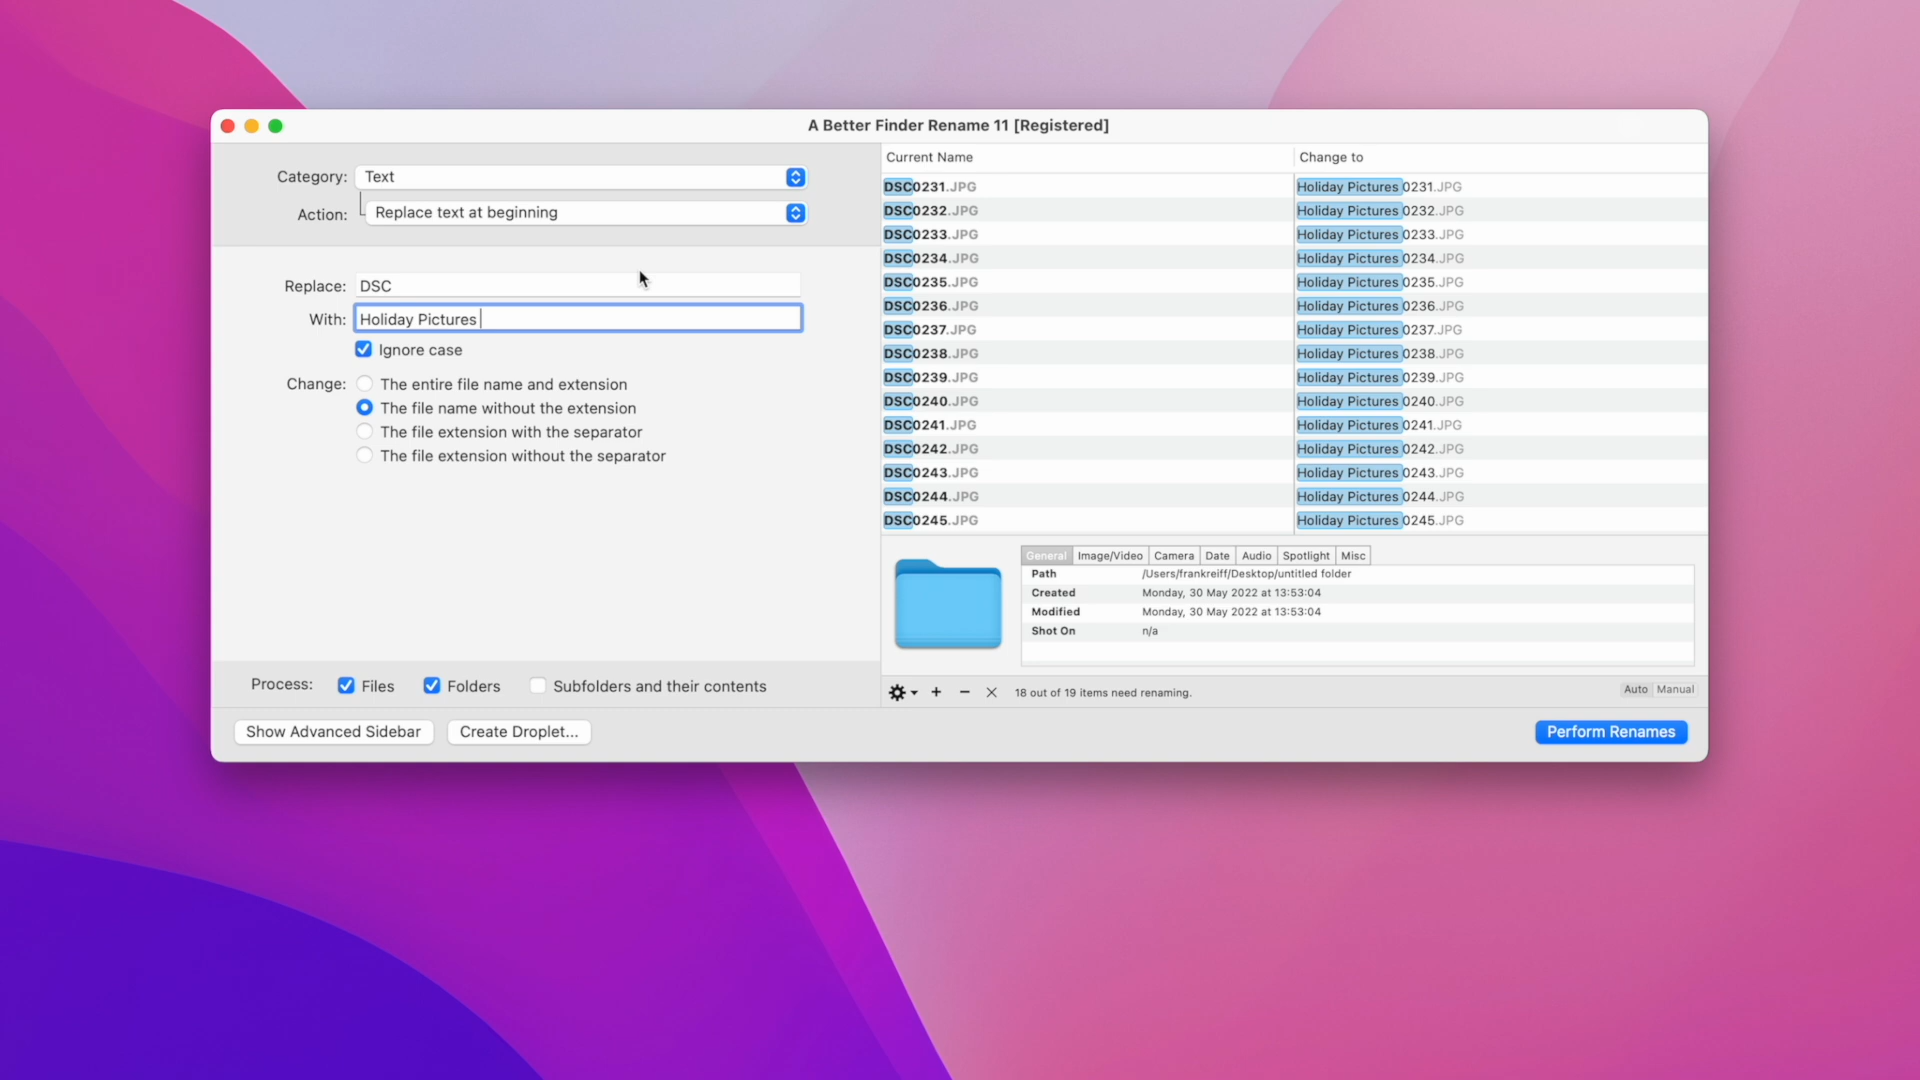 A Better Finder Rename 11 [Registered]
Category: Text
Action: Replace text at beginning
Replace: DSC
With: Holiday Pictures
Ignore case
Change: The entire file name and extension
The file name without the extension
The file extension with the separator
The file extension without the separator
Process: Files Folders Subfolders and their contents
Show Advanced Sidebar Create Droplet...
Current Name Change to
DSC0231.JPG Holiday Pictures 0231.JPG
DSC0232.JPG Holiday Pictures 0232.JPG
DSC0233.JPG Holiday Pictures 0233.JPG
DSC0234.JPG Holiday Pictures 0234.JPG
DSC0235.JPG Holiday Pictures 0235.JPG
DSC0236.JPG Holiday Pictures 0236.JPG
DSC0237.JPG Holiday Pictures 0237.JPG
DSC0238.JPG Holiday Pictures 0238.JPG
DSC0239.JPG Holiday Pictures 0239.JPG
DSC0240.JPG Holiday Pictures 0240.JPG
DSC0241.JPG Holiday Pictures 0241.JPG
DSC0242.JPG Holiday Pictures 0242.JPG
DSC0243.JPG Holiday Pictures 0243.JPG
DSC0244.JPG Holiday Pictures 0244.JPG
DSC0245.JPG Holiday Pictures 0245.JPG
General Image/Video Camera Date Audio Spotlight Misc
Path /Users/frankreiff/Desktop/untitled folder
Created Monday, 30 May 2022 at 13:53:04
Modified Monday, 30 May 2022 at 13:53:04
Shot On n/a
18 out of 19 items need renaming. Auto Manual
Perform Renames